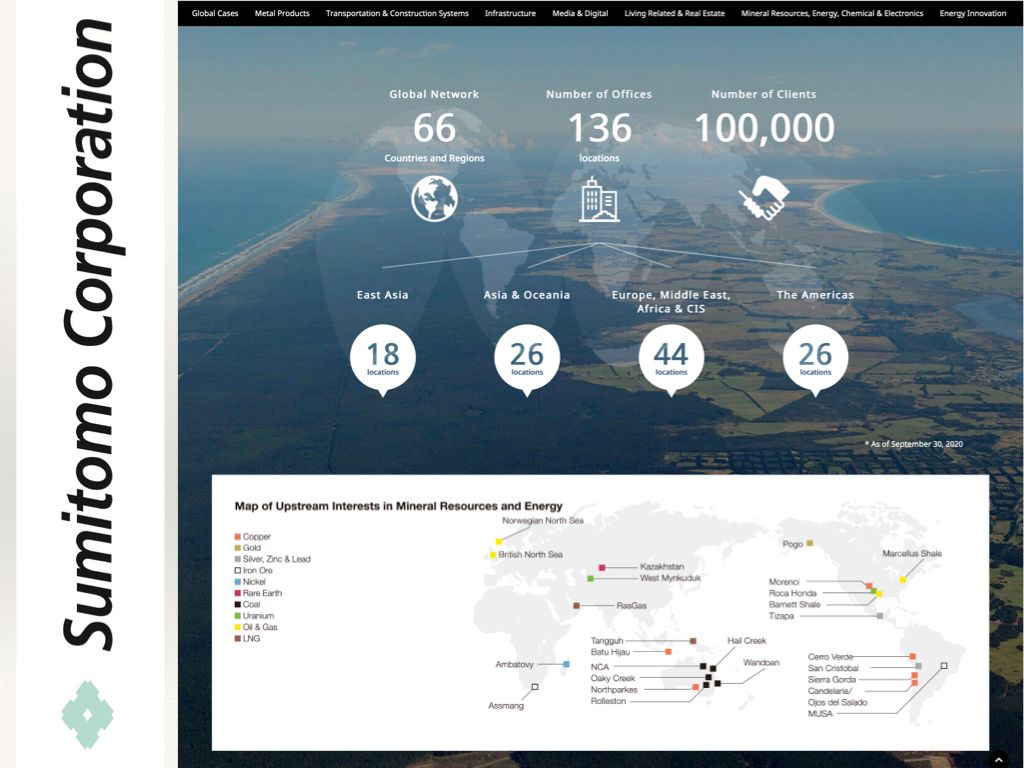 Sumitomo Corporation
Global Cases Metal Products Transportation & Construction Systems Infrastructure Media & Digital Living Related & Real Estate Mineral Resources, Energy, Chemical & Electronics Energy Innovation
Global Network
66
Countries and Regions
Number of Offices
136
locations
Number of Clients
100,000
East Asia
18
locations
Asia & Oceania
26
locations
Europe, Middle East,
Africa & CIS
44
locations
The Americas
26
locations
* As of September 30, 2020
Map of Upstream Interests in Mineral Resources and Energy
Copper
Gold
Silver, Zinc & Lead
Iron Ore
Nickel
Rare Earth
Coal
Uranium
Oil & Gas
LNG
Norwegian North Sea
British North Sea
Kazakhstan
West Mynkuduk
RasGas
Ambatovy
Assmang
Tangguh
Batu Hijau
NCA
Oaky Creek
Northparkes
Rolleston
Hail Creek
Wandoan
Pogo
Marcellus Shale
Morenci
Roca Honda
Barnett Shale
Tizapa
Cerro Verde
San Cristobal
Sierra Gorda
Candelaria/
Ojos del Salado
MUSA